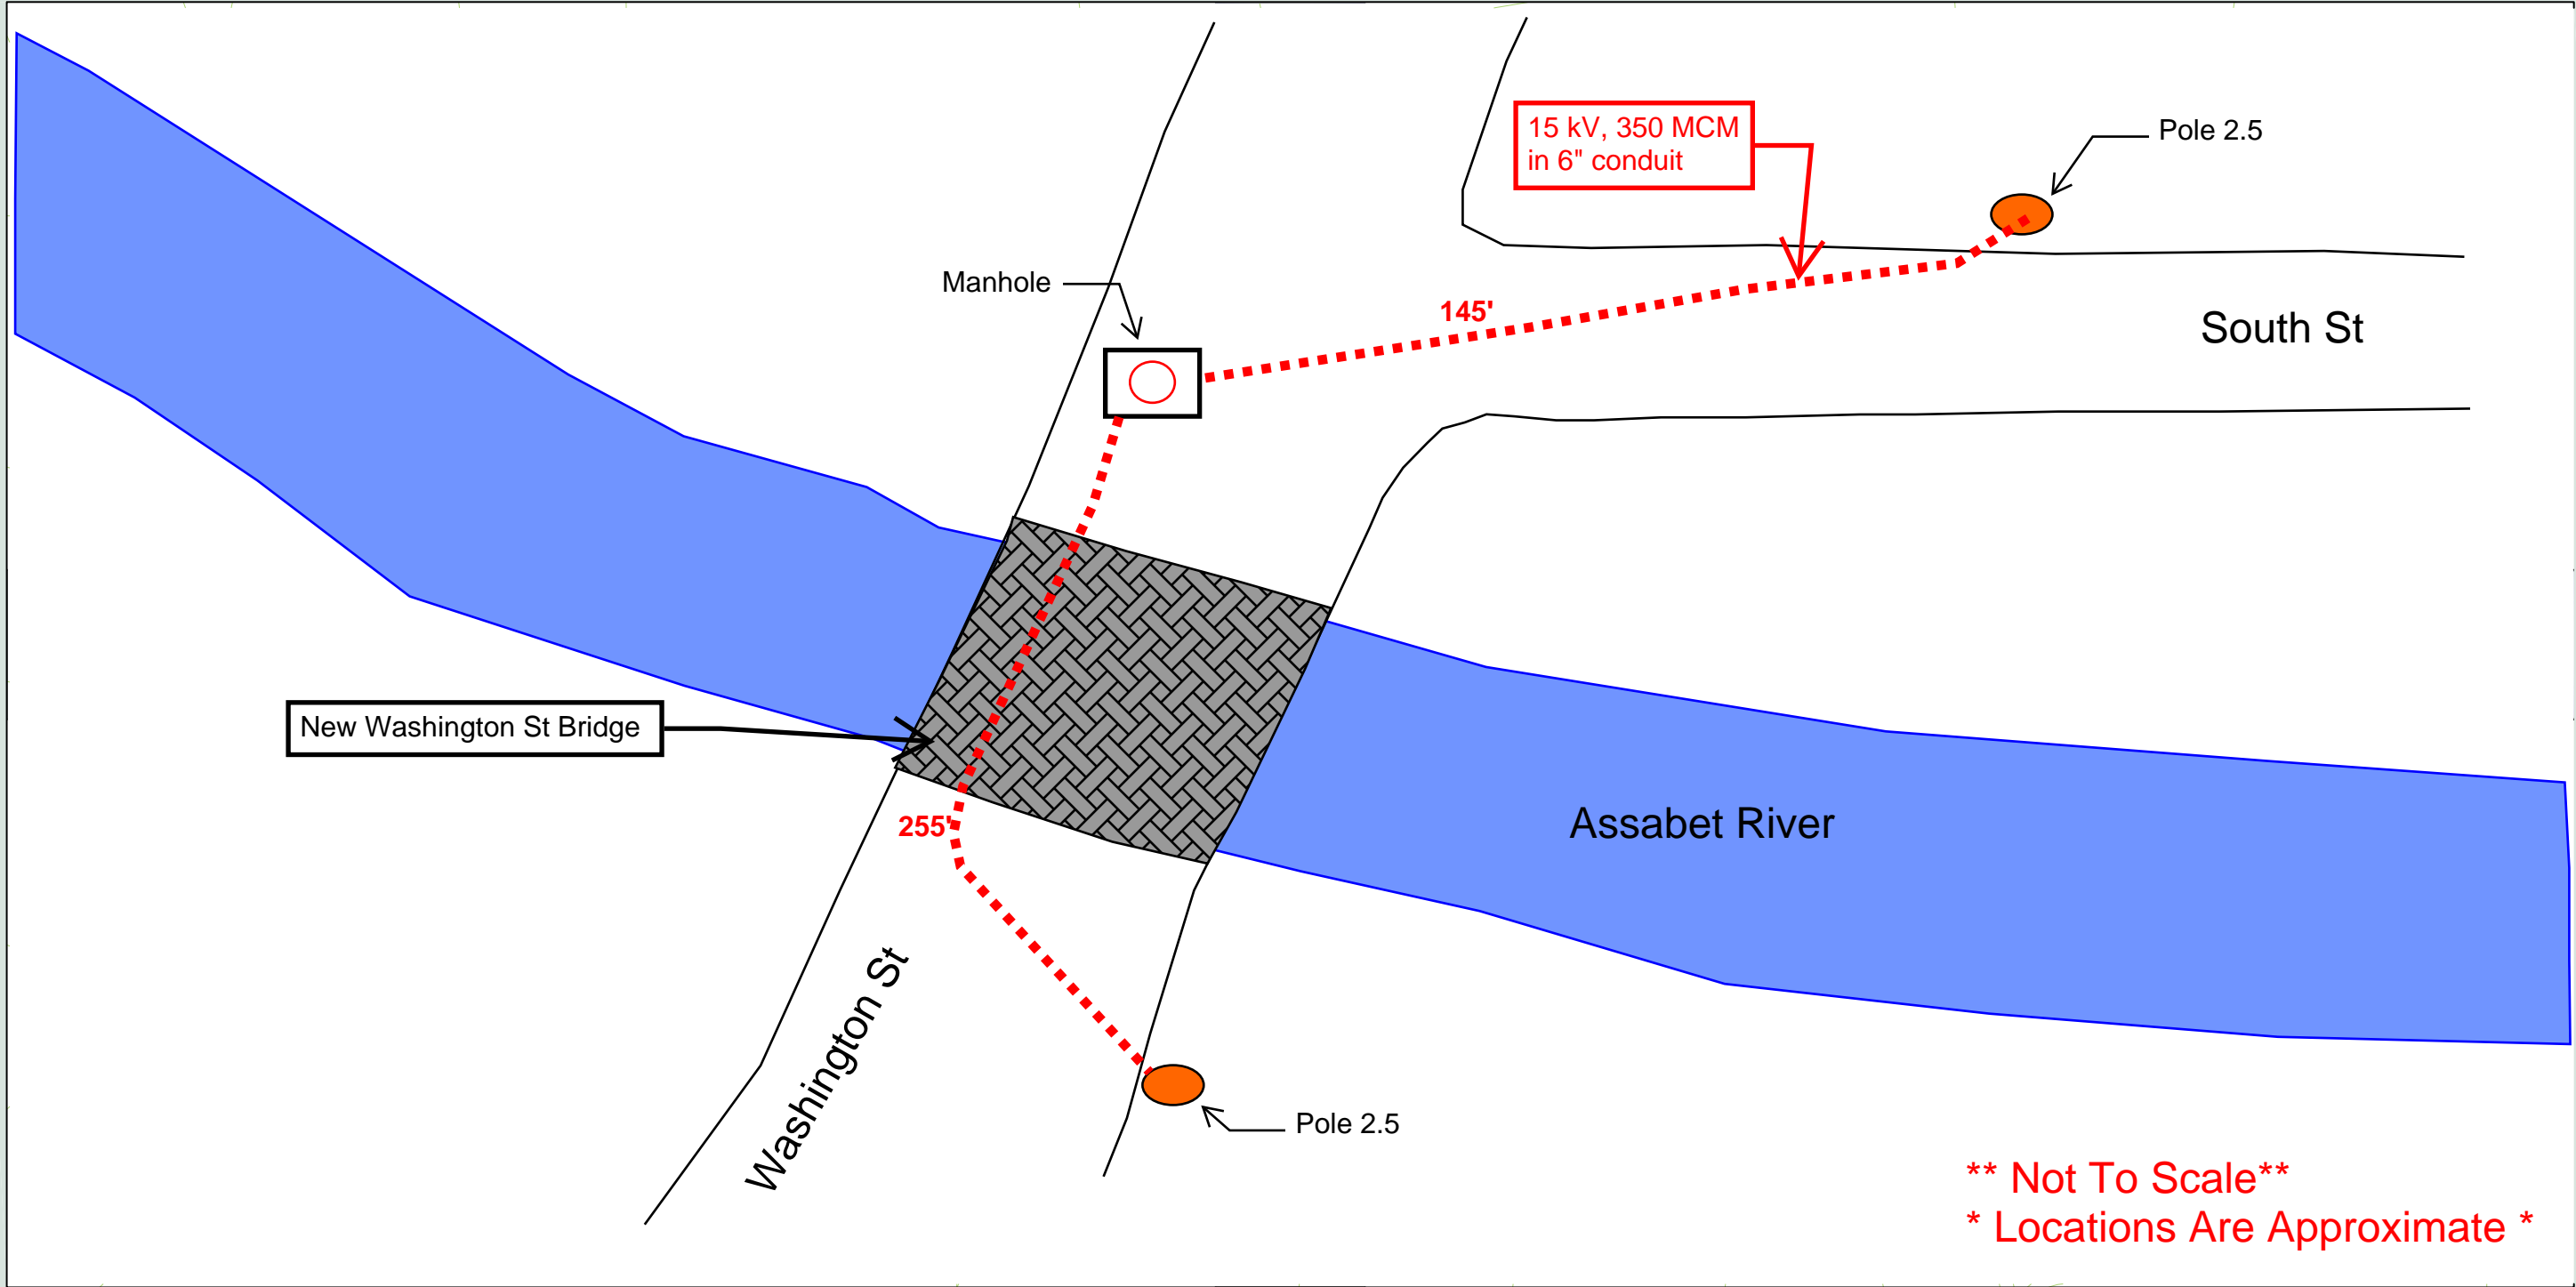 15 kV, 350 MCM
in 6" conduit
Pole 2.5
Manhole
145'
South St
New Washington St Bridge
255'
Assabet River
Washington St
Pole 2.5
** Not To Scale**
* Locations Are Approximate *